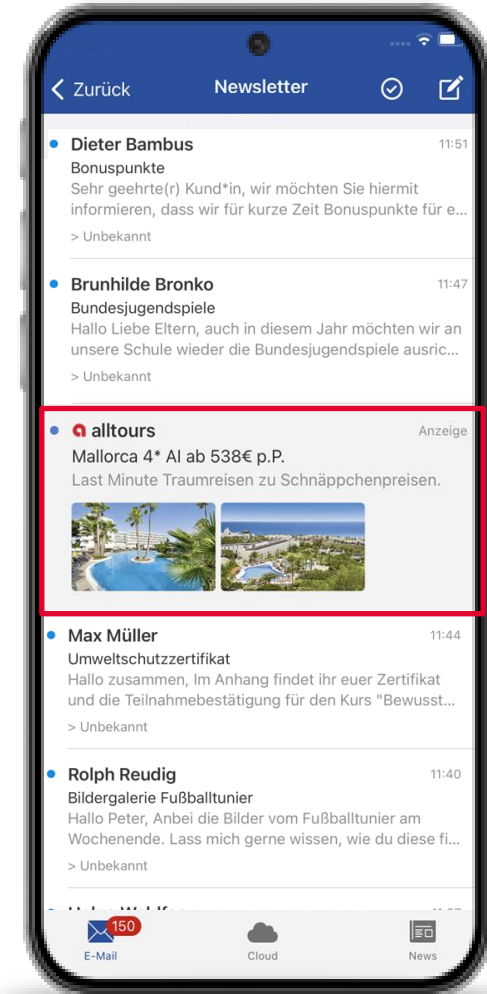 Zurück
Newsletter
Dieter Bambus 11:51
Bonuspunkte
Sehr geehrte(r) Kund*in, wir möchten Sie hiermit
informieren, dass wir für kurze Zeit Bonuspunkte für e...
> Unbekannt
Brunhilde Bronko 11:47
Bundesjugendspiele
Hallo Liebe Eltern, auch in diesem Jahr möchten wir an
unsere Schule wieder die Bundesjugendspiele ausric...
> Unbekannt
alltours Anzeige
Mallorca 4* AI ab 538€ p.P.
Last Minute Traumreisen zu Schnäppchenpreisen.
Max Müller 11:44
Umweltschutzzertifikat
Hallo zusammen, Im Anhang findet ihr euer Zertifikat
und die Teilnahmebestätigung für den Kurs "Bewusst...
> Unbekannt
Rolph Reudig 11:40
Bildergalerie Fußballtunier
Hallo Peter, Anbei die Bilder vom Fußballtunier am
Wochenende. Lass mich gerne wissen, wie du diese fi...
> Unbekannt
150
E-Mail
Cloud
News